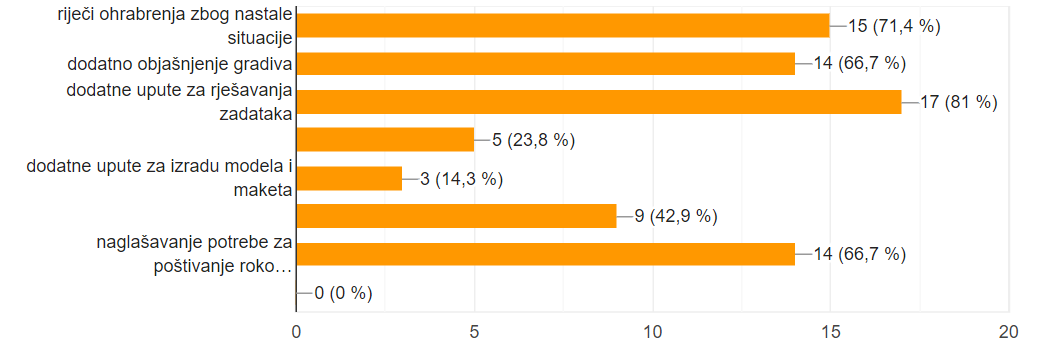 riječi ohrabrenja zbog nastale
situacije
15 (71,4 %)
dodatno objašnjenje gradiva
14 (66,7 %)
dodatne upute za rješavanja
zadataka
17 (81 %)
5 (23,8 %)
dodatne upute za izradu modela i
maketa
3 (14,3 %)
9 (42,9 %)
naglašavanje potrebe za
poštivanje roko…
14 (66,7 %)
0 (0 %)
0 5 10 15 20